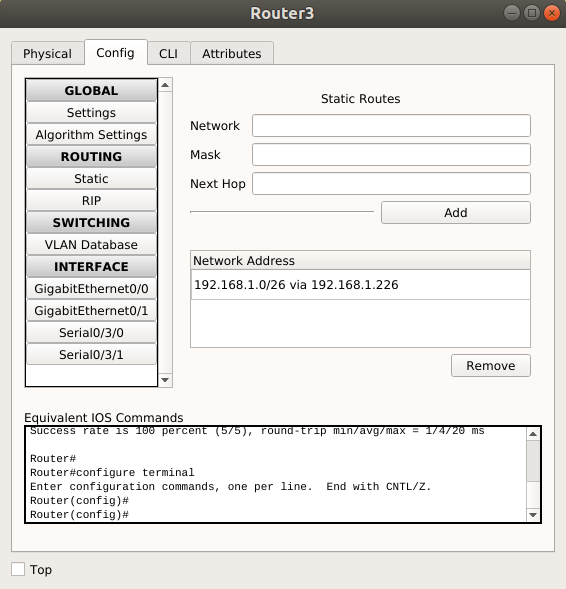 Router3
Physical
Config
CLI
Attributes
GLOBAL
Settings
Algorithm Settings
ROUTING
Static
RIP
SWITCHING
VLAN Database
INTERFACE
GigabitEthernet0/0
GigabitEthernet0/1
Serial0/3/0
Serial0/3/1
Static Routes
Network
Mask
Next Hop
Add
Network Address
192.168.1.0/26 via 192.168.1.226
Remove
Equivalent IOS Commands
Success rate is 100 percent (5/5), round-trip min/avg/max = 1/4/20 ms
Router#
Router#configure terminal
Enter configuration commands, one per line.  End with CNTL/Z.
Router(config)#
Router(config)#
Top